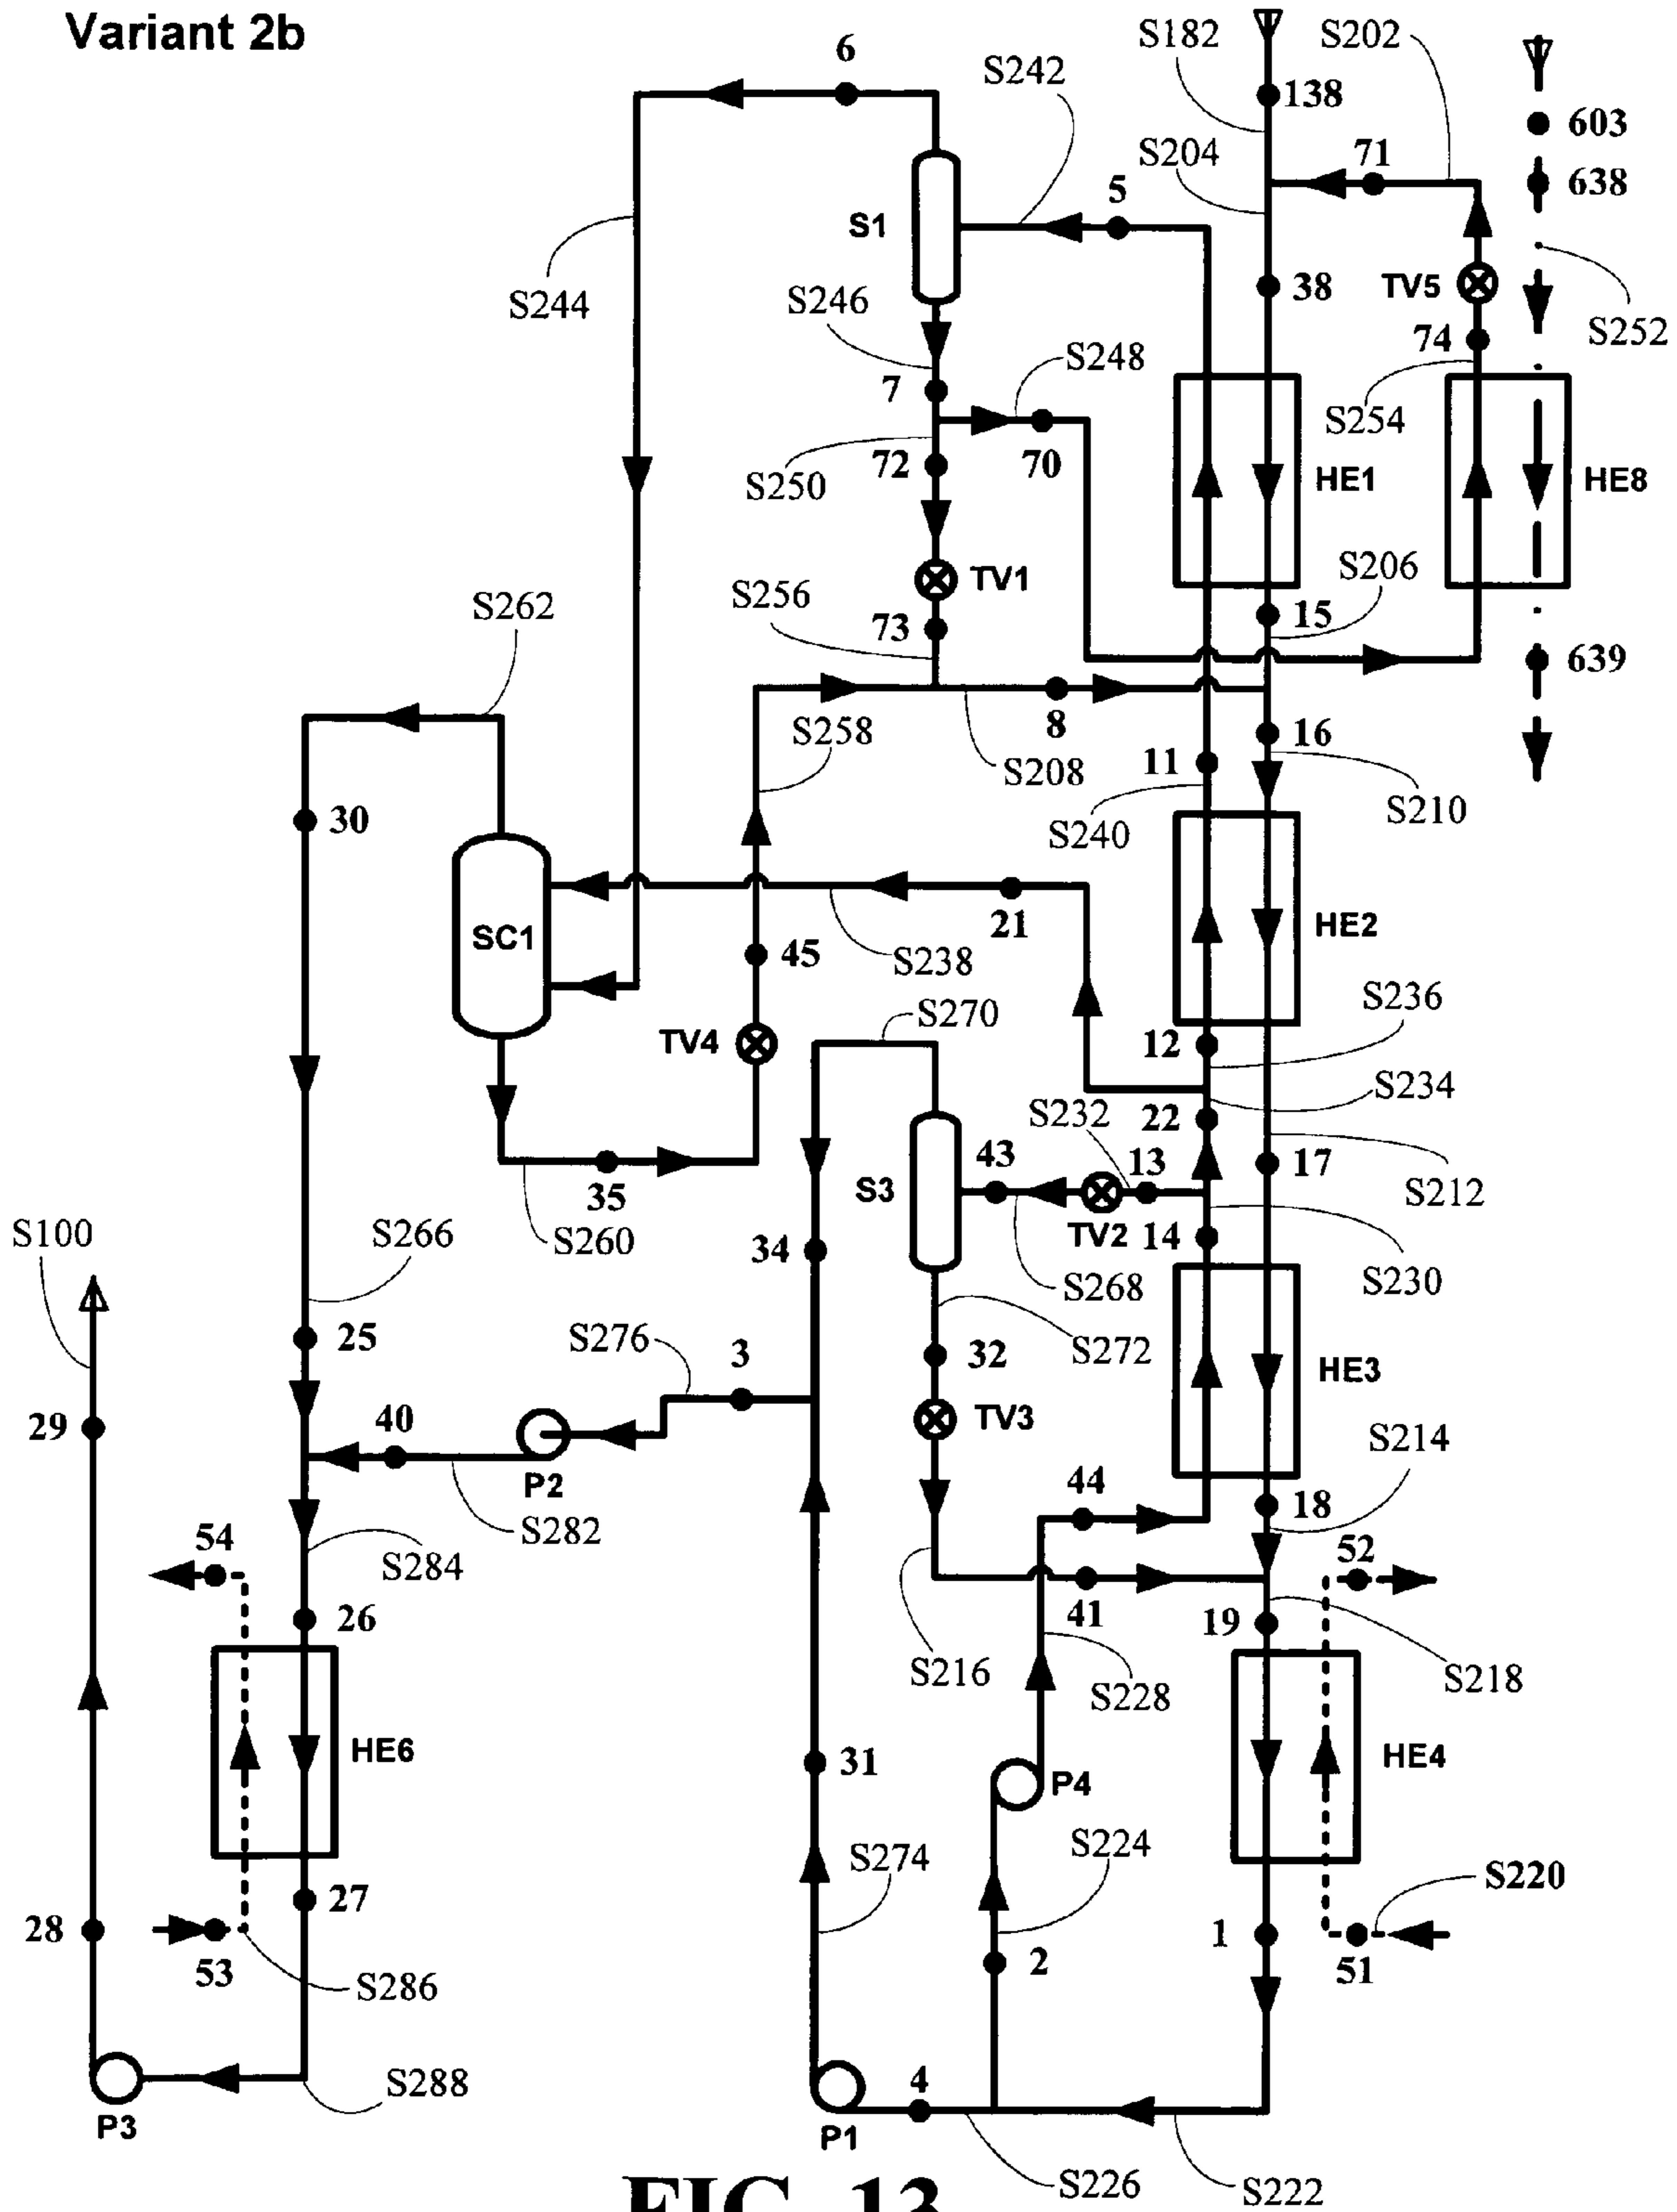 Variant 2b
6
S242
S182
S202
138
603
S204
71
638
5
S1
S244
S246
38
TV5
S252
7
S248
74
S254
S250
72
70
HE1
HE8
TV1
S206
S262
S256
73
15
639
S258
8
16
S208
11
S210
30
S240
SC1
21
HE2
45
S238
S236
S270
TV4
12
S234
S232
22
43
13
17
S3
35
S212
S100
S266
S260
TV2
14
34
S268
S230
S276
3
25
32
S272
HE3
29
40
TV3
S214
P2
44
18
54
S282
S284
52
26
41
19
S216
S228
S218
HE6
31
P4
HE4
S274
S224
S220
27
28
1
53
2
51
S286
4
S288
P3
P1
S226
S222
FIG. 13